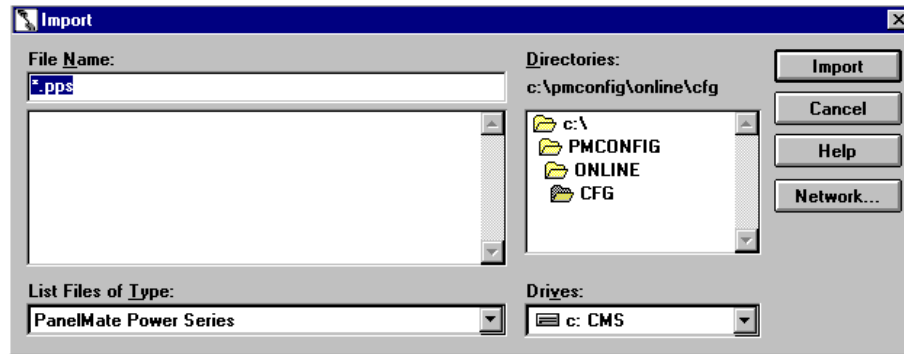 Import
File Name:
*.pps
List Files of Type:
PanelMate Power Series
Directories:
c:\pmconfig\online\cfg
c:\
PMCONFIG
ONLINE
CFG
Drives:
c: CMS
Import
Cancel
Help
Network...